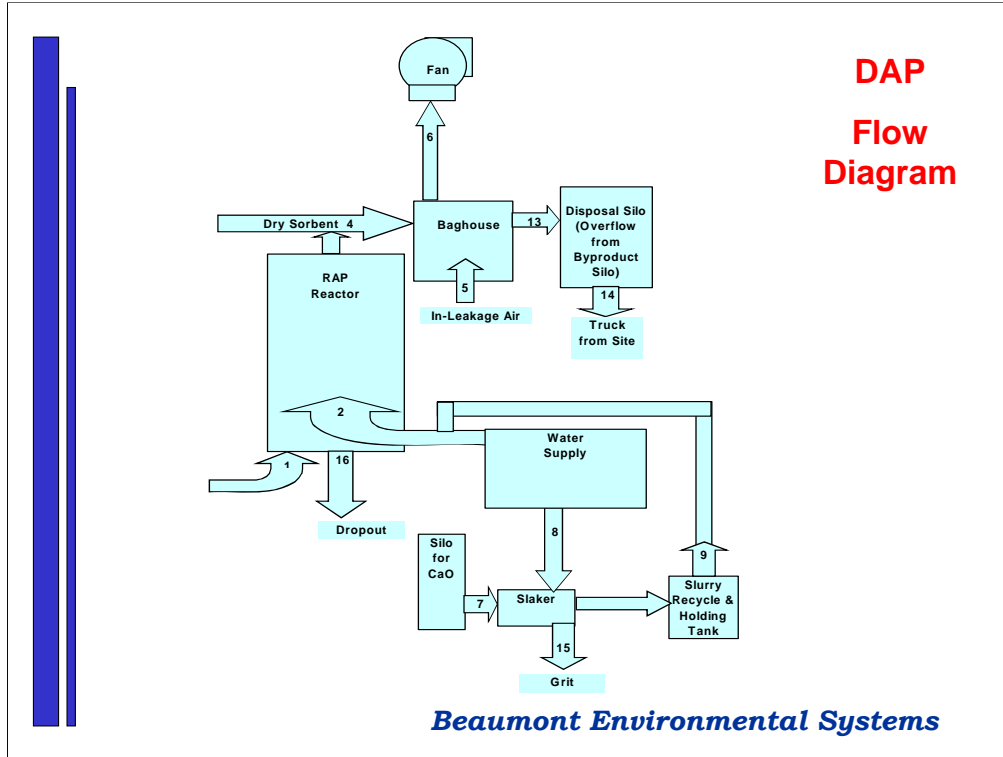 DAP
Flow
Diagram
Fan
6
Dry Sorbent 4
Baghouse
13
Disposal Silo
(Overflow
from
Byproduct
Silo)
5
14
In-Leakage Air
Truck
from Site
RAP
Reactor
2
1
16
Dropout
Water
Supply
8
Silo
for
CaO
7
Slaker
9
Slurry
Recycle &
Holding
Tank
15
Grit
Beaumont Environmental Systems